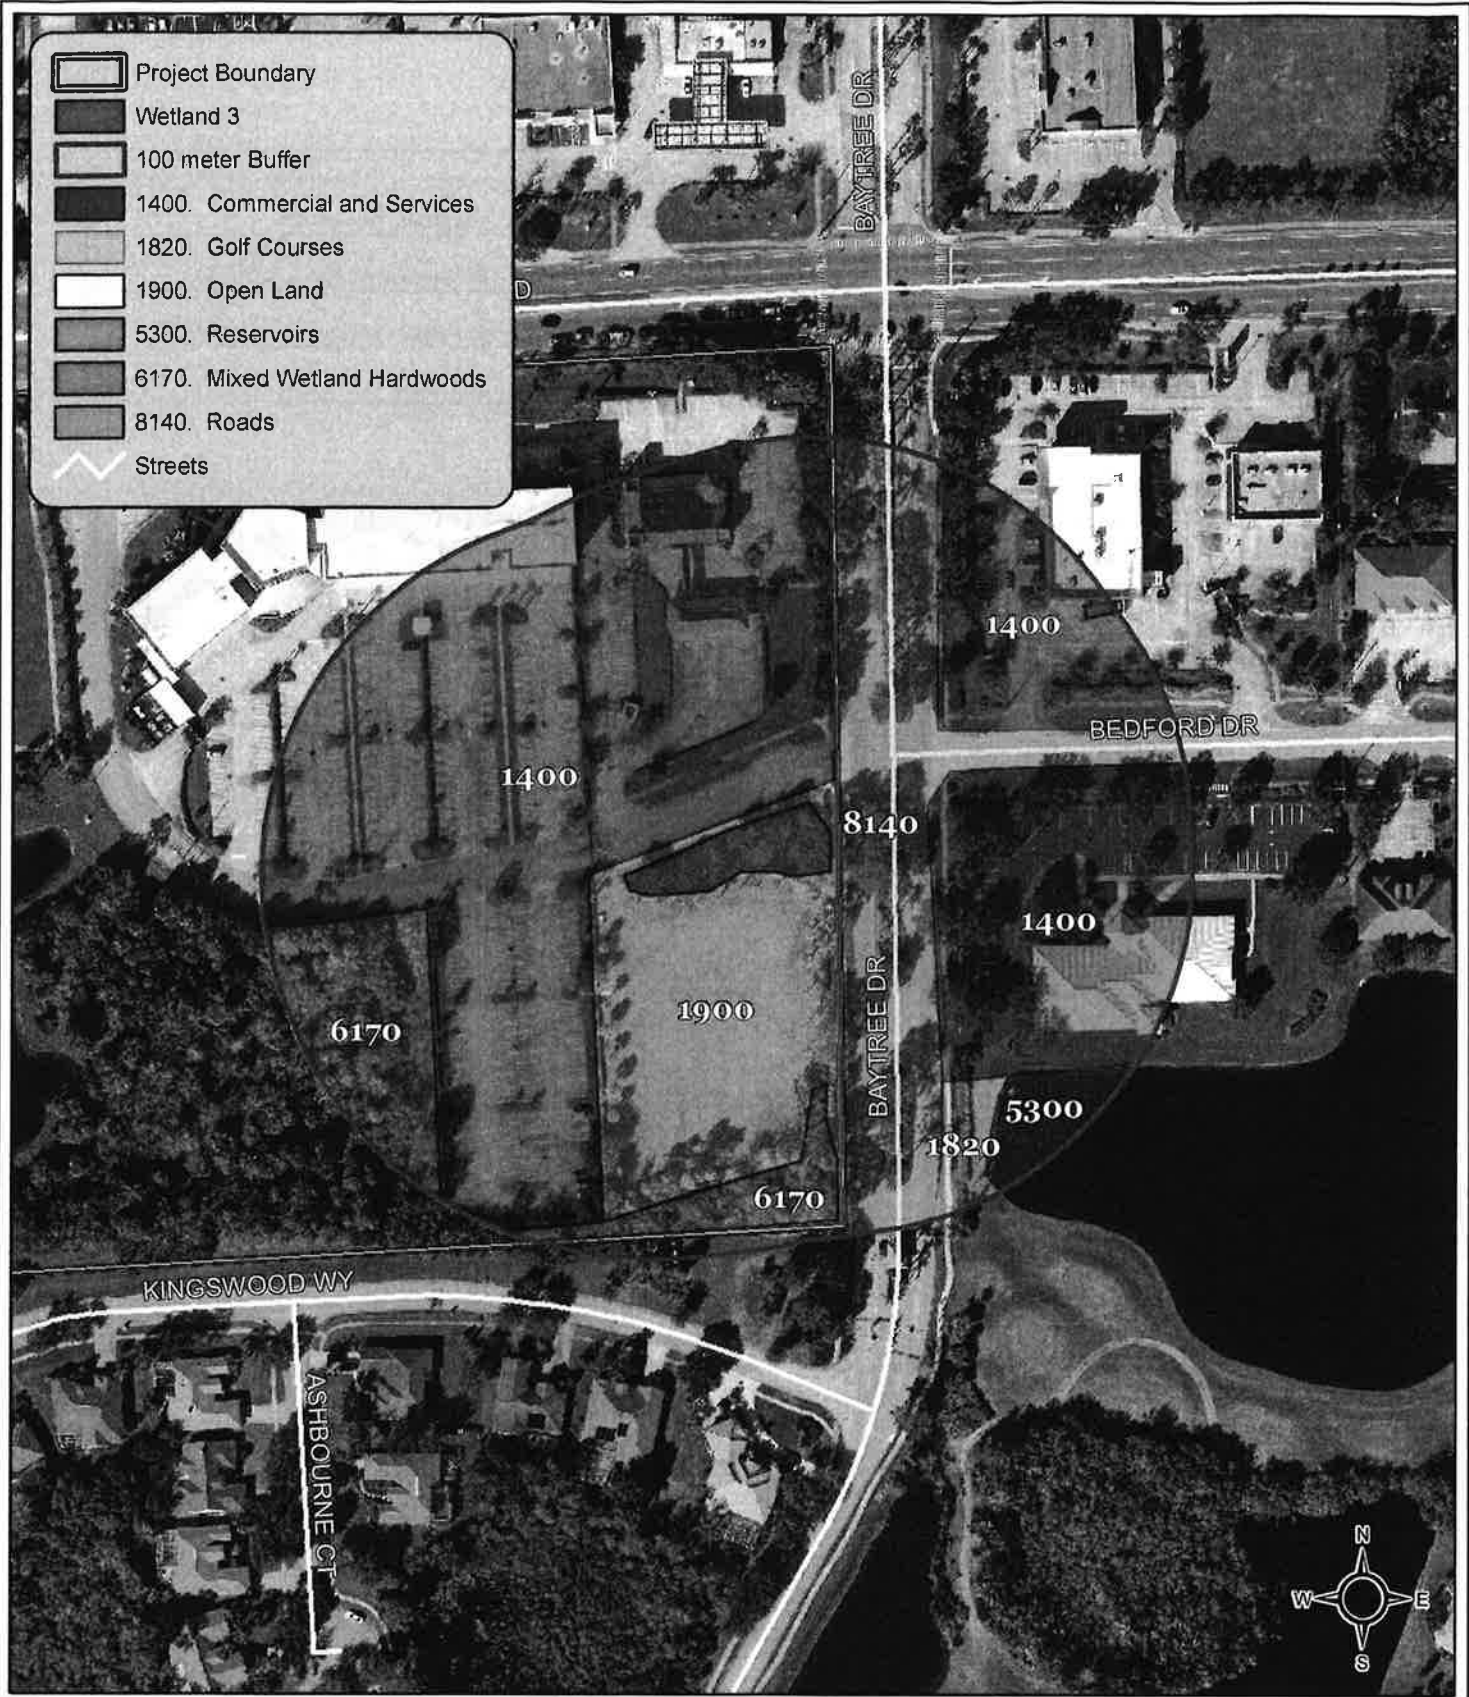 Project Boundary
Wetland 3
100 meter Buffer
1400. Commercial and Services
1820. Golf Courses
1900. Open Land
5300. Reservoirs
6170. Mixed Wetland Hardwoods
8140. Roads
Streets
BAYTREE DR
D
1400
BEDFORD DR
1400
8140
1400
1900
6170
BAYTREE DR
5300
1820
6170
KINGSWOOD WY
ASHBOURNE CT
N
W E
S